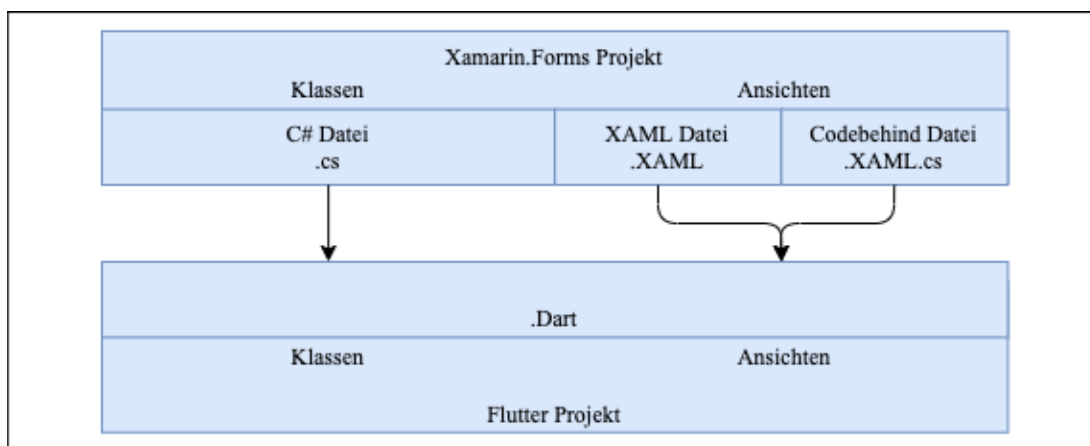 Xamarin.Forms Projekt
Klassen
Ansichten
C# Datei
.cs
XAML Datei
.XAML
Codebehind Datei
.XAML.cs
.Dart
Klassen
Ansichten
Flutter Projekt